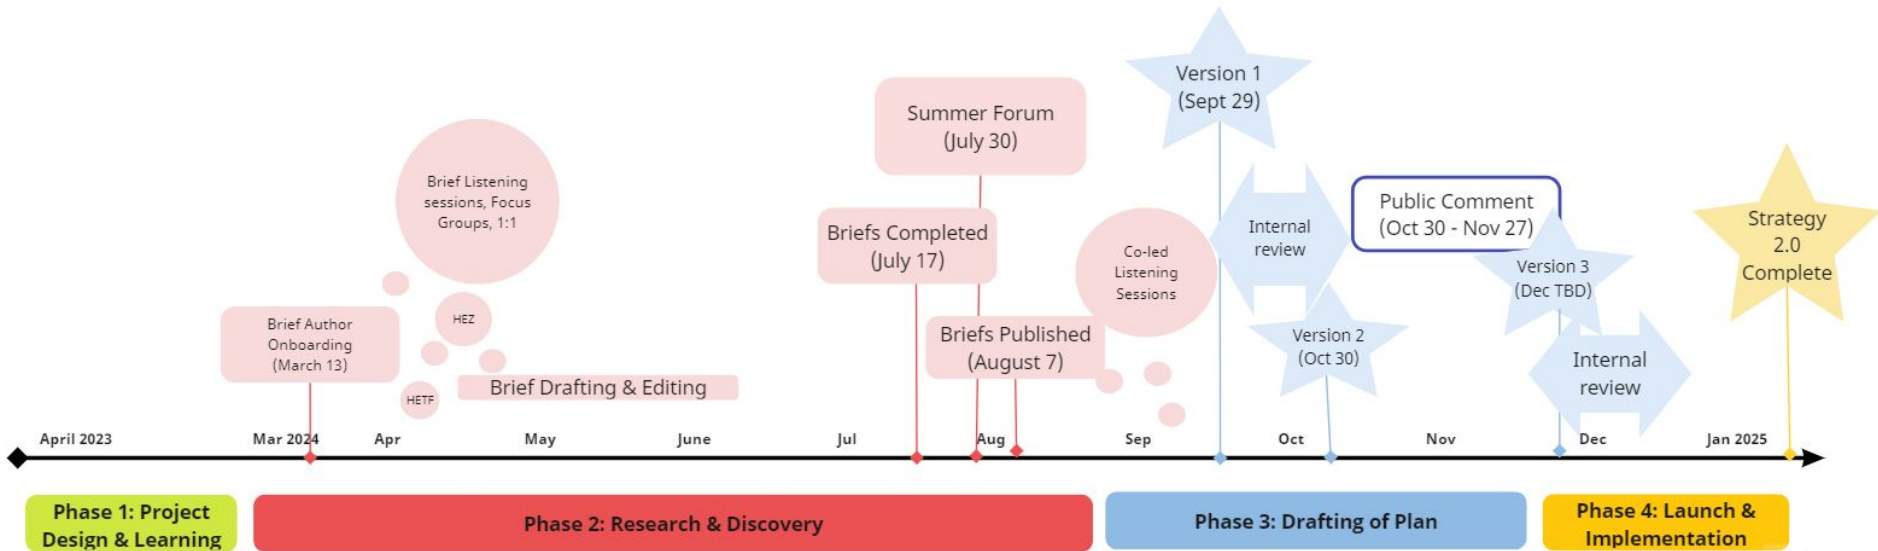 Version 1
(Sept 29)
Summer Forum
(July 30)
Brief Listening
sessions, Focus
Groups, 1:1
Public Comment
(Oct 30 - Nov 27)
Strategy
2.0
Complete
Briefs Completed
(July 17)
Internal
review
Co-led
Listening
Sessions
Version 3
(Dec TBD)
HEZ
Brief Author
Onboarding
(March 13)
Briefs Published
(August 7)
Version 2
(Oct 30)
Internal
review
Brief Drafting & Editing
HETF
April 2023
Mar 2024
Apr
May
June
Jul
Aug
Sep
Oct
Nov
Dec
Jan 2025
Phase 1: Project
Design & Learning
Phase 2: Research & Discovery
Phase 3: Drafting of Plan
Phase 4: Launch &
Implementation